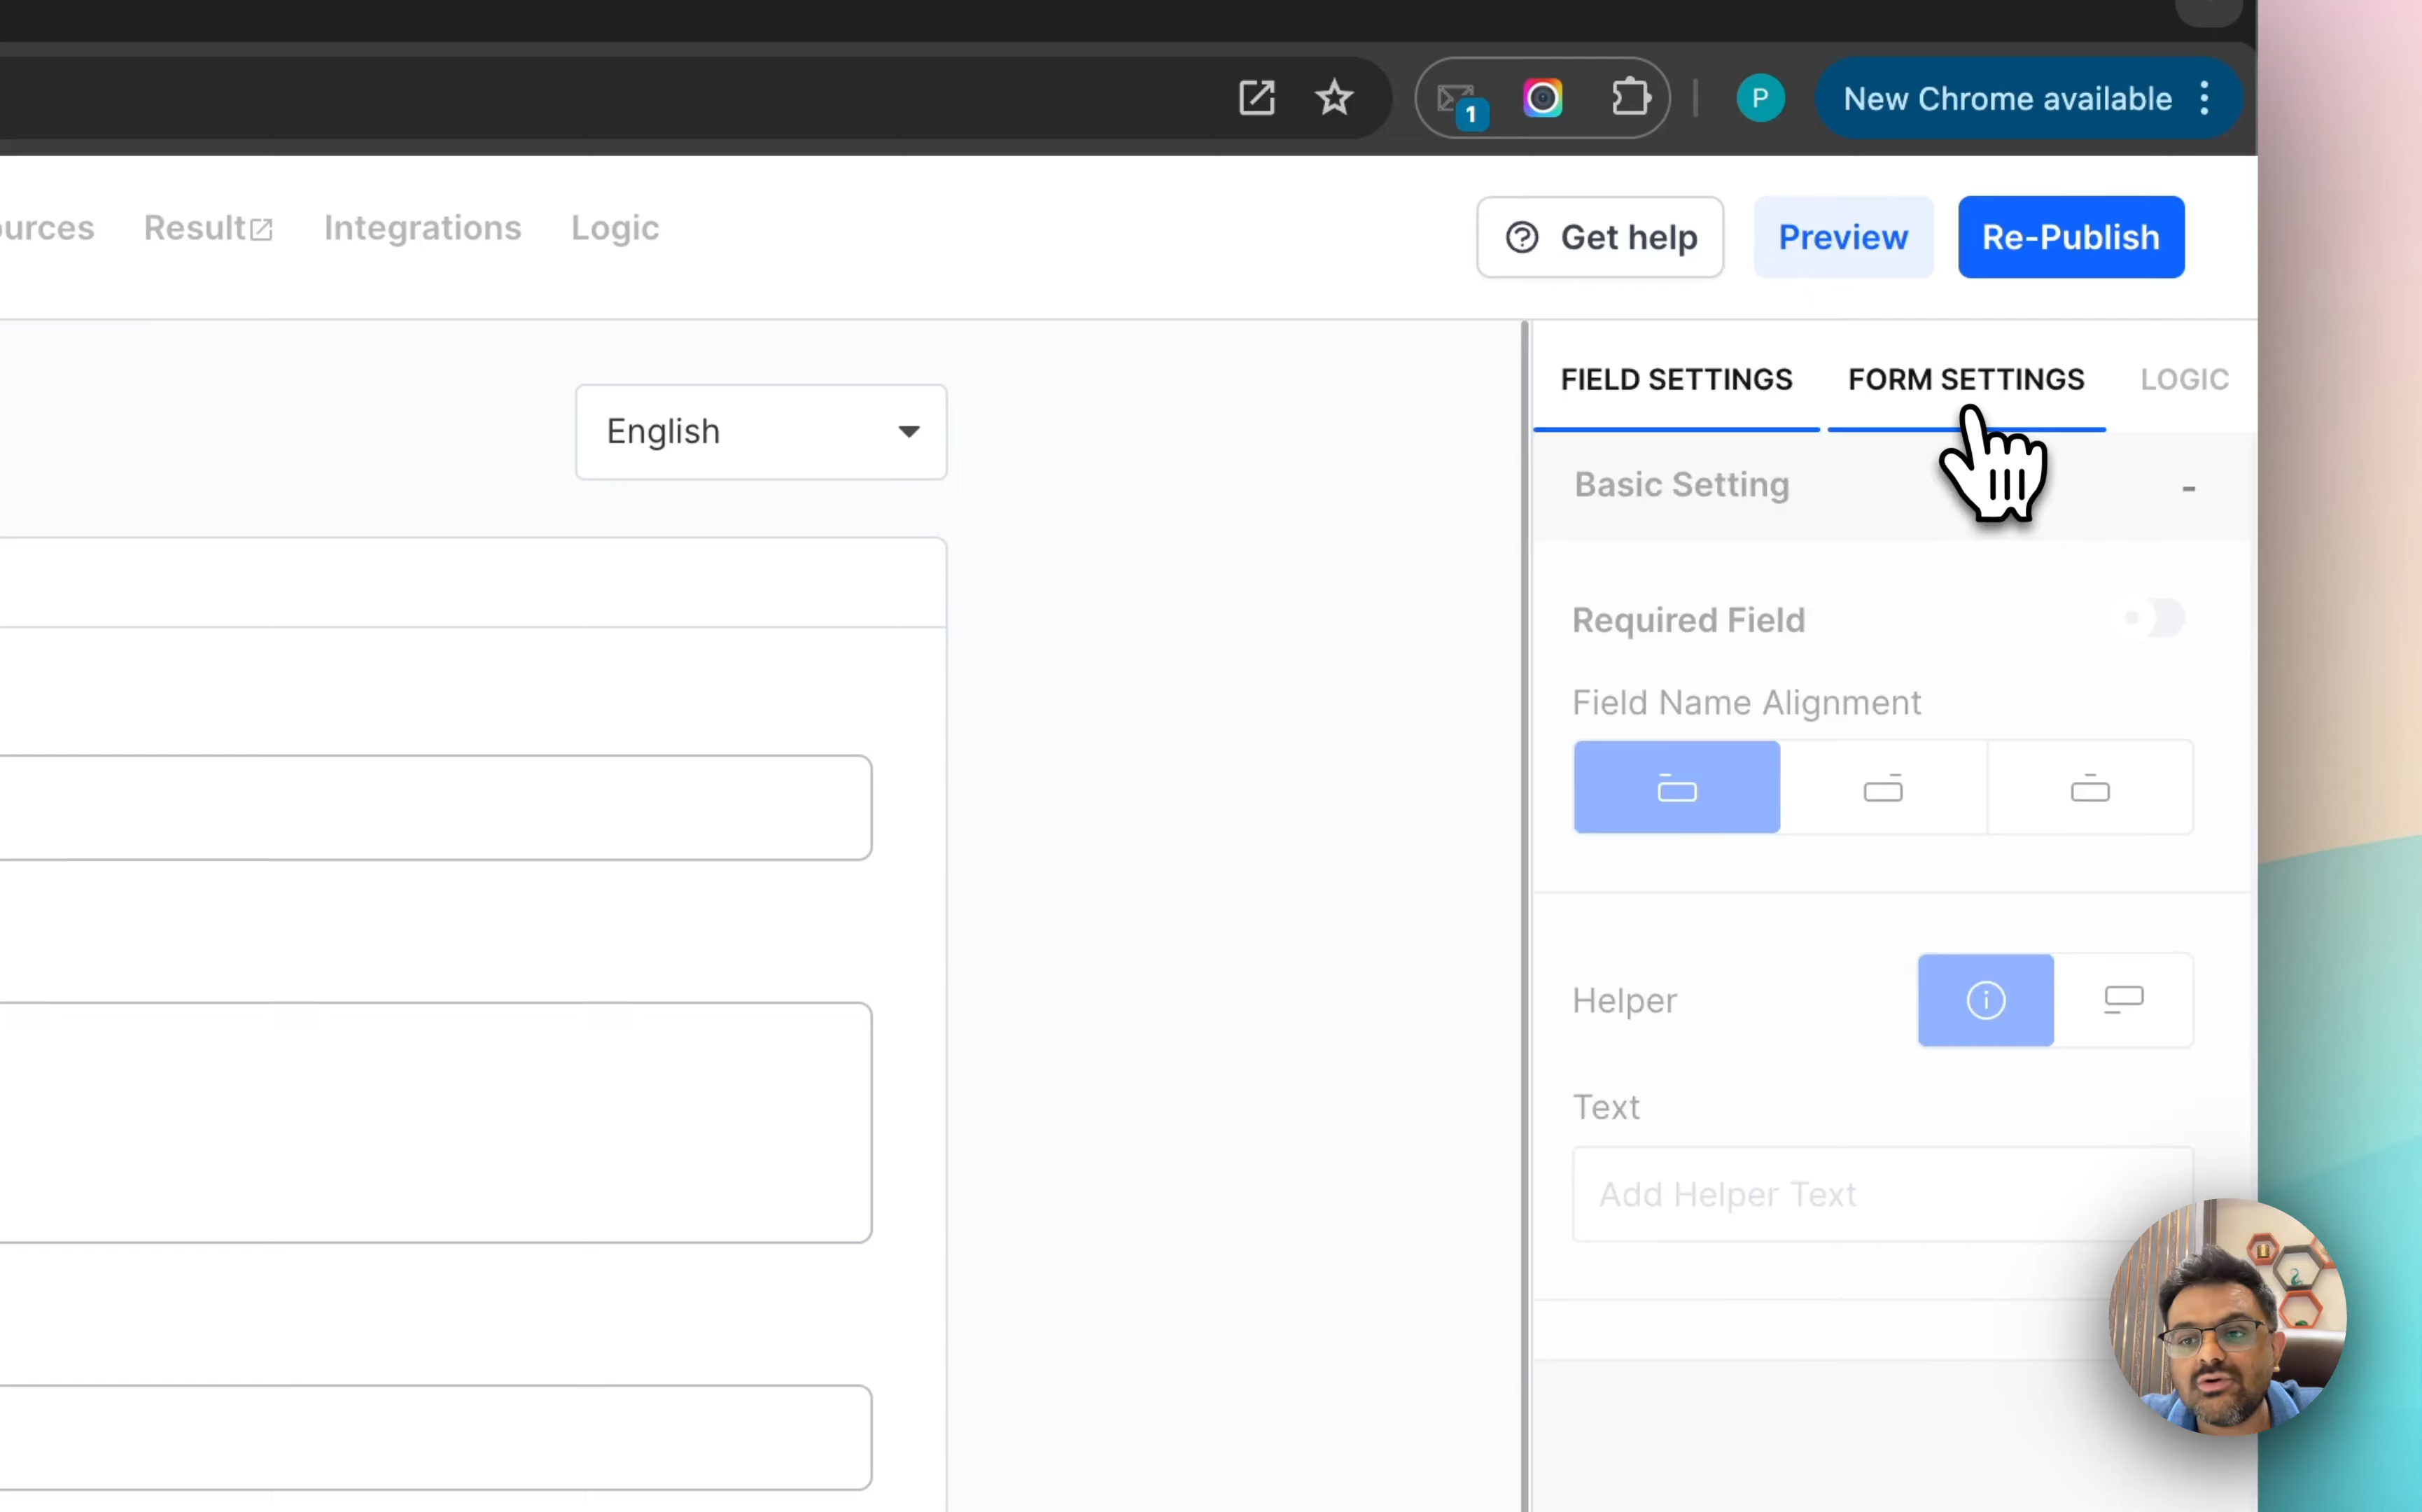 1
P
New Chrome available
Result
Integrations
Logic
Get help
Preview
Re-Publish
English
FIELD SETTINGS
FORM SETTINGS
LOGIC
Basic Setting
Required Field
Field Name Alignment
Helper
Text
Add Helper Text